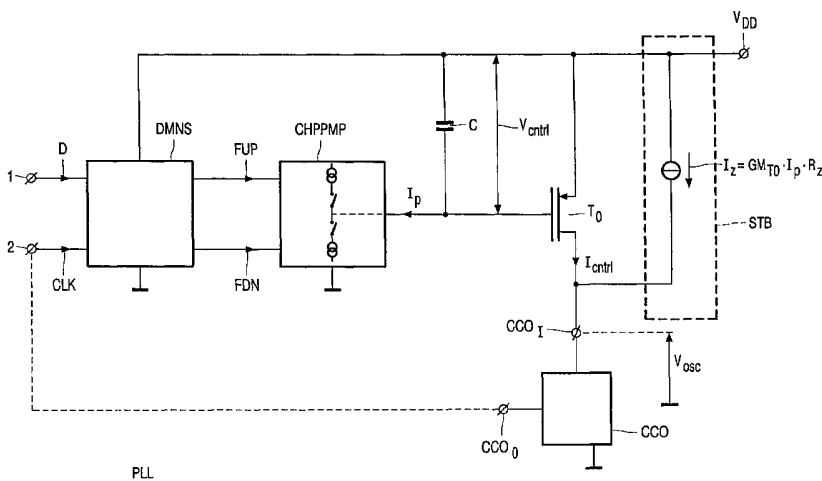 V_DD
DMNS
CHPPMP
C
V_cntrl
D
FUP
I_p
I_z = GM_T0 · I_p · R_z
1
T_0
STB
2
CLK
FDN
I_cntrl
CCO_I
V_osc
CCO_0
CCO
PLL